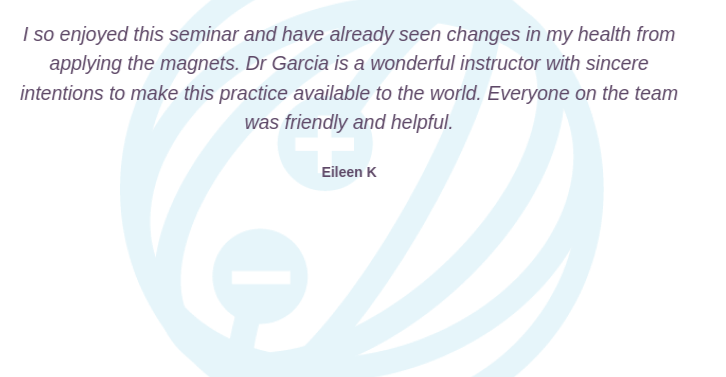 I so enjoyed this seminar and have already seen changes in my health from
applying the magnets. Dr Garcia is a wonderful instructor with sincere
intentions to make this practice available to the world. Everyone on the team
was friendly and helpful.
Eileen K